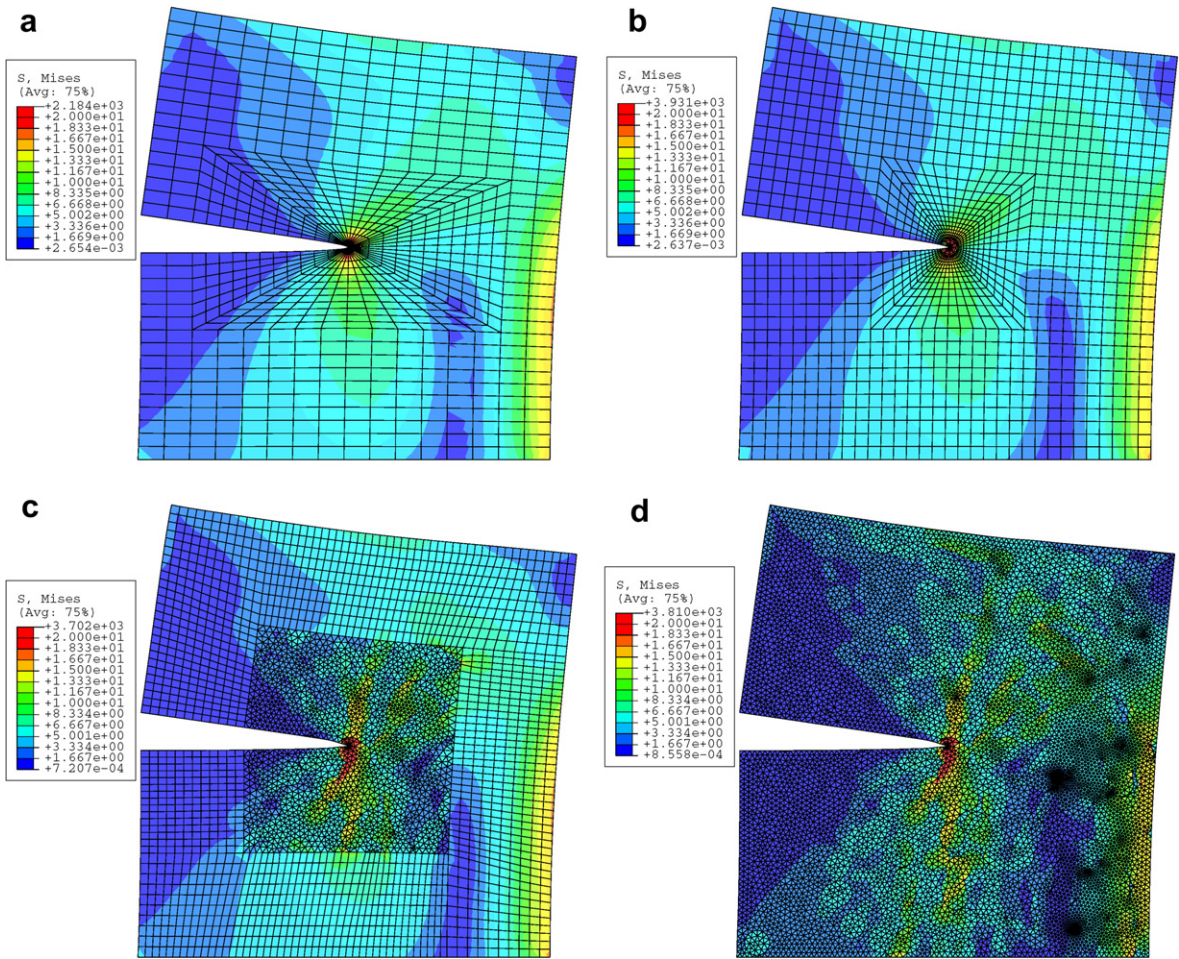 a
S, Mises
(Avg: 75%)
+2.184e+03
+2.000e+01
+1.833e+01
+1.667e+01
+1.500e+01
+1.333e+01
+1.167e+01
+1.000e+01
+8.335e+00
+6.668e+00
+5.002e+00
+3.336e+00
+1.669e+00
+2.654e-03
b
S, Mises
(Avg: 75%)
+3.931e+03
+2.000e+01
+1.833e+01
+1.667e+01
+1.500e+01
+1.333e+01
+1.167e+01
+1.000e+01
+8.335e+00
+6.668e+00
+5.002e+00
+3.336e+00
+1.669e+00
+2.637e-03
c
S, Mises
(Avg: 75%)
+3.702e+03
+2.000e+01
+1.833e+01
+1.667e+01
+1.500e+01
+1.333e+01
+1.167e+01
+1.000e+01
+8.334e+00
+6.667e+00
+5.001e+00
+3.334e+00
+1.667e+00
+7.207e-04
d
S, Mises
(Avg: 75%)
+3.810e+03
+2.000e+01
+1.833e+01
+1.667e+01
+1.500e+01
+1.333e+01
+1.167e+01
+1.000e+01
+8.334e+00
+6.667e+00
+5.001e+00
+3.334e+00
+1.667e+00
+8.558e-04